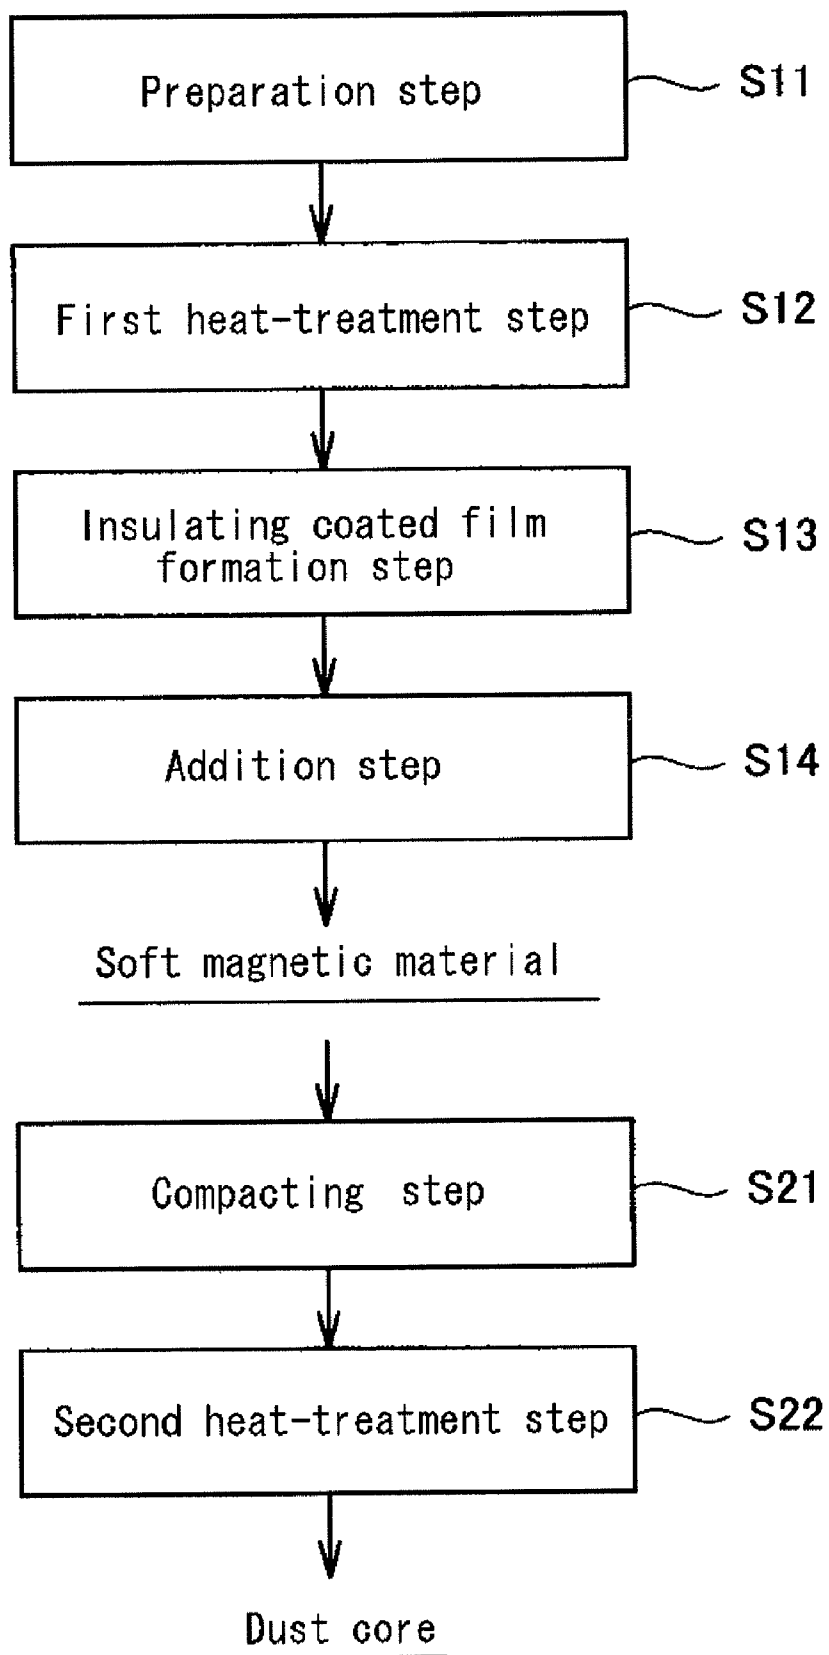 Preparation step
S11
First heat-treatment step
S12
Insulating coated film
formation step
S13
Addition step
S14
Soft magnetic material
Compacting step
S21
Second heat-treatment step
S22
Dust core